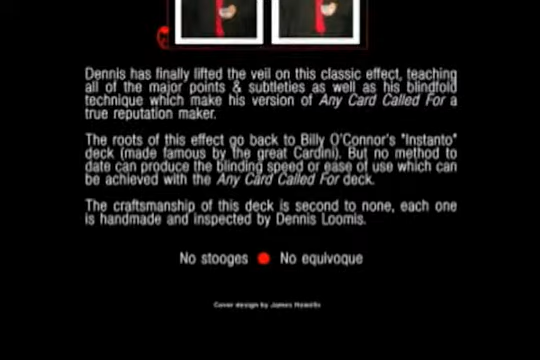 Dennis has finally lifted the veil on this classic effect, teaching
all of the major points & subtleties as well as his blindfold
technique which make his version of Any Card Called For a
true reputation maker.
The roots of this effect go back to Billy O'Connor's "Instanto"
deck (made famous by the great Cardini). But no method to
date can produce the blinding speed or ease of use which can
be achieved with the Any Card Called For deck.
The craftsmanship of this deck is second to none, each one
is handmade and inspected by Dennis Loomis.
No stooges ● No equivoque
Cover design by James